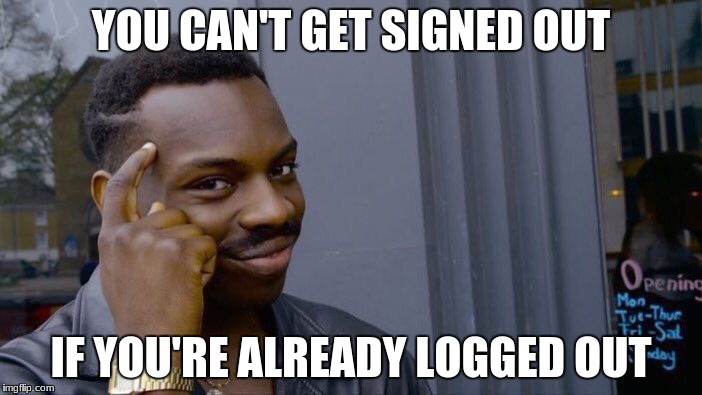 YOU CAN'T GET SIGNED OUT
Opening
Mon
Tue-Thur
Fri-Sat
IF YOU'RE ALREADY LOGGED OUT
imgflip.com